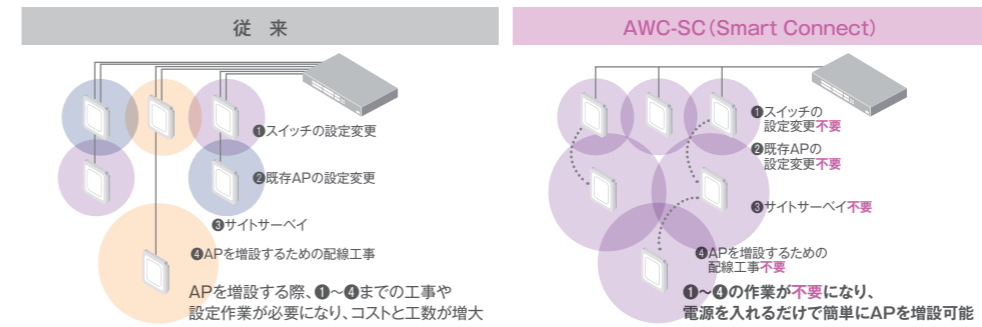 従　来
❶スイッチの設定変更
❷既存APの設定変更
❸サイトサーベイ
❹APを増設するための配線工事
APを増設する際、❶～❹までの工事や
設定作業が必要になり、コストと工数が増大
AWC-SC（Smart Connect）
❶スイッチの
設定変更不要
❷既存APの
設定変更不要
❸サイトサーベイ不要
❹APを増設するための
配線工事不要
❶～❹の作業が不要になり、
電源を入れるだけで簡単にAPを増設可能